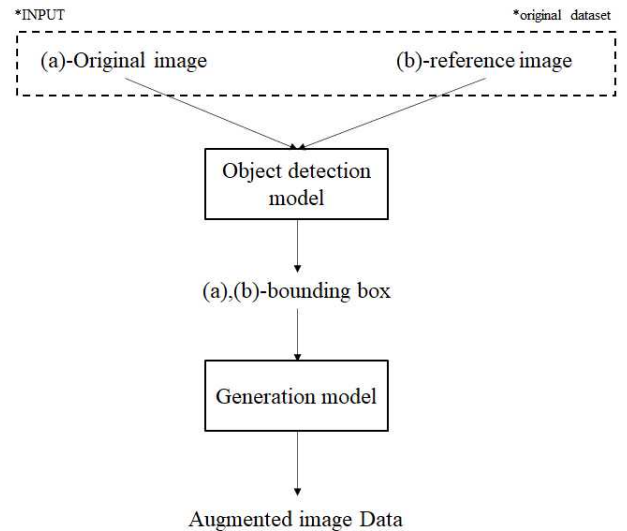 *INPUT
*original dataset
(a)-Original image
(b)-reference image
Object detection
model
(a),(b)-bounding box
Generation model
Augmented image Data